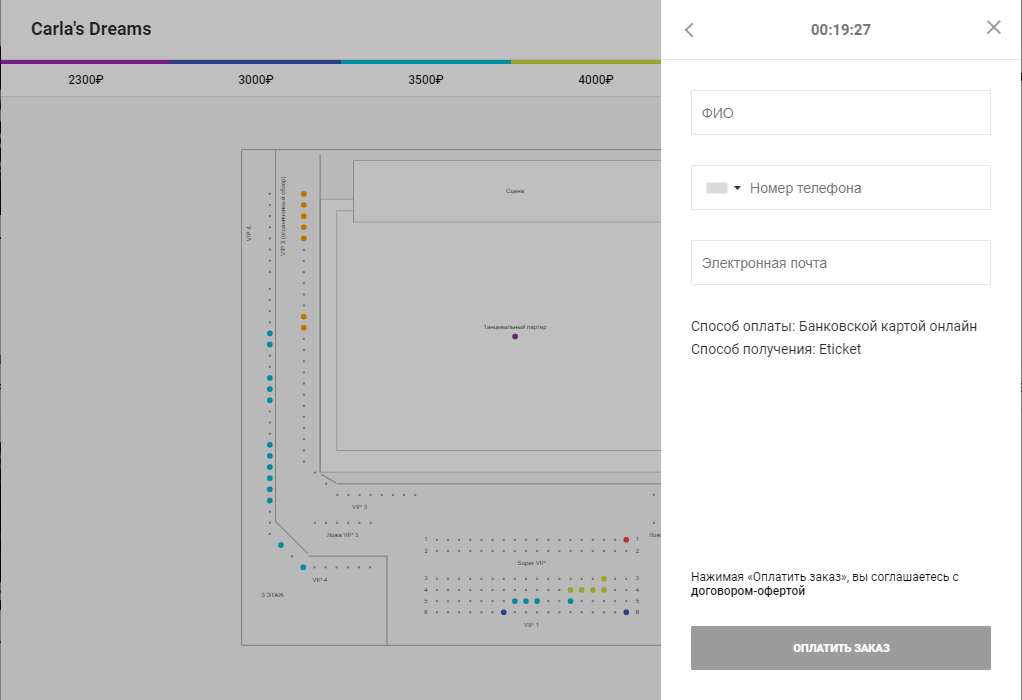 Carla's Dreams
00:19:27
2300₽
3000₽
3500₽
4000₽
ФИО
Номер телефона
Электронная почта
Способ оплаты: Банковской картой онлайн
Способ получения: Eticket
Нажимая «Оплатить заказ», вы соглашаетесь с
договором-офертой
ОПЛАТИТЬ ЗАКАЗ
Сцена
VIP 4
VIP 3 (ограниченный обзор)
Танцевальный партер
VIP 3
Ложа VIP 3
Ложа
1 1
2 2
Super VIP
3 3
4 4
5 5
6 6
VIP 4
3 ЭТАЖ
VIP 1